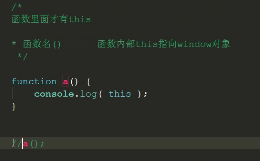 /*
函数里面才有this
* 函数名()      函数内部this指向window对象
*/
function a() {
    console.log( this );
}
}/a();